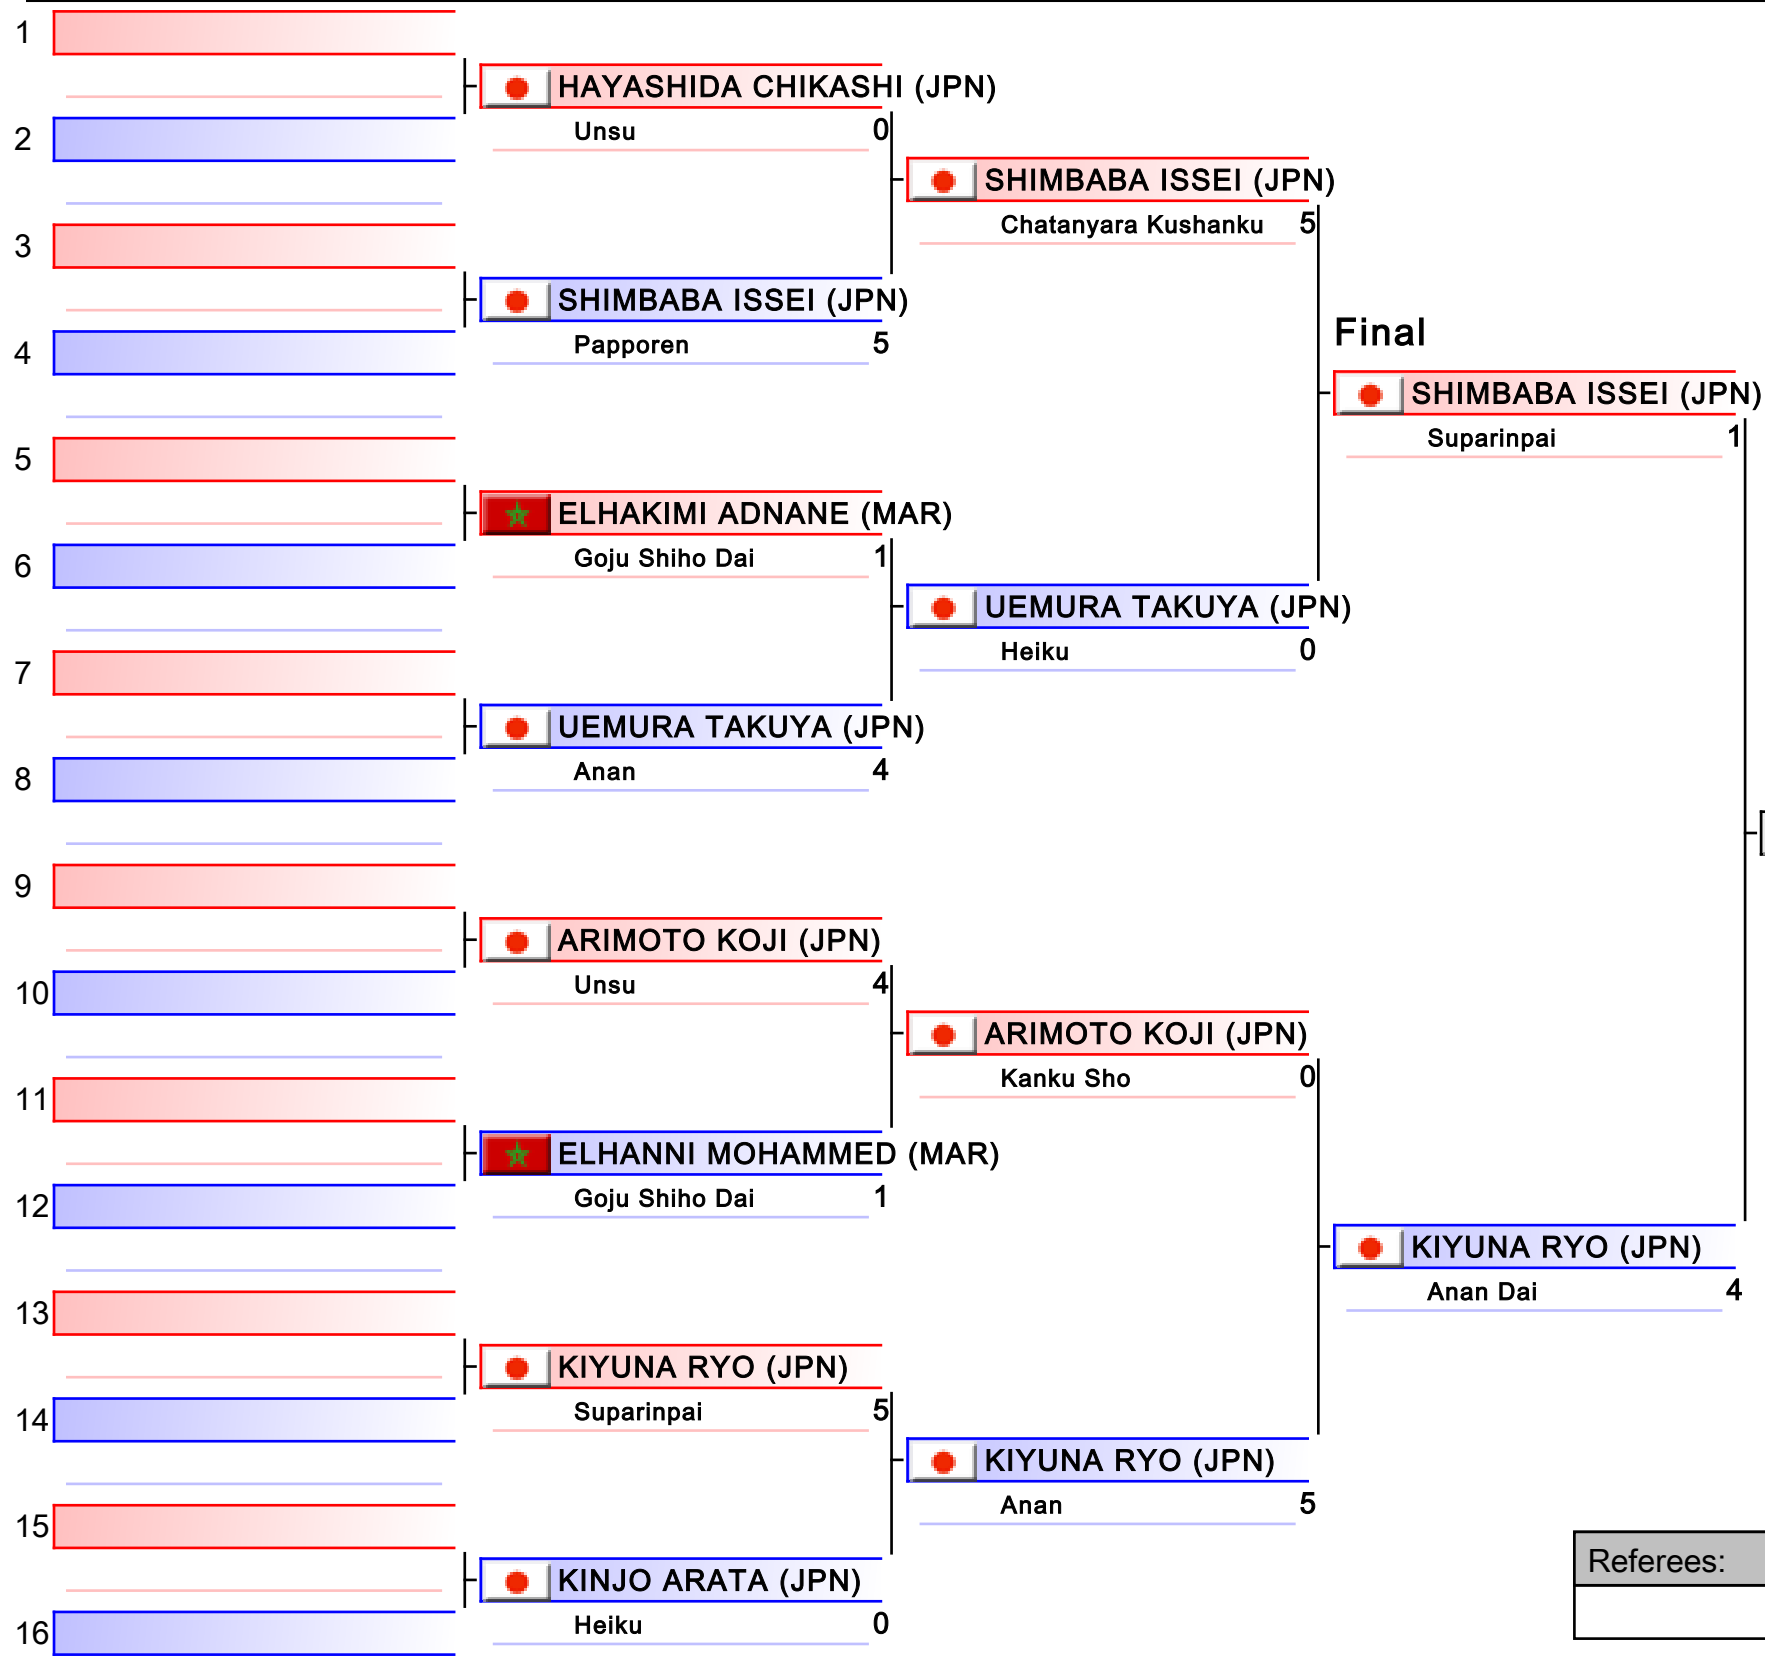 1
HAYASHIDA CHIKASHI (JPN)
Unsu 0
2
SHIMBABA ISSEI (JPN)
Chatanyara Kushanku 5
3
SHIMBABA ISSEI (JPN)
Papporen 5
4
Final
SHIMBABA ISSEI (JPN)
Suparinpai 1
5
ELHAKIMI ADNANE (MAR)
Goju Shiho Dai 1
6
UEMURA TAKUYA (JPN)
Heiku 0
7
UEMURA TAKUYA (JPN)
Anan 4
8
9
ARIMOTO KOJI (JPN)
Unsu 4
10
ARIMOTO KOJI (JPN)
Kanku Sho 0
11
ELHANNI MOHAMMED (MAR)
Goju Shiho Dai 1
12
KIYUNA RYO (JPN)
Anan Dai 4
13
KIYUNA RYO (JPN)
Suparinpai 5
14
KIYUNA RYO (JPN)
Anan 5
15
KINJO ARATA (JPN)
Heiku 0
16
Referees: